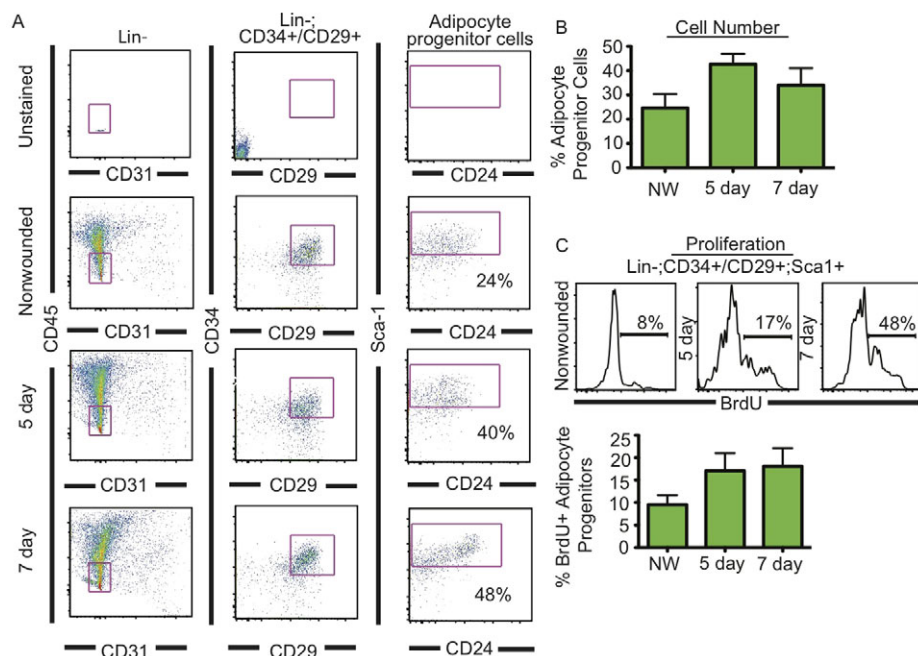 A
Lin-
Lin-;
CD34+/CD29+
Adipocyte
progenitor cells
Unstained
CD31
CD29
CD24
Nonwounded
24%
CD45
CD34
Sca-1
CD31
CD29
CD24
5 day
40%
CD31
CD29
CD24
7 day
48%
CD31
CD29
CD24
B
Cell Number
% Adipocyte
Progenitor Cells
50
40
30
20
10
0
NW
5 day
7 day
C
Proliferation
Lin-;CD34+/CD29+;Sca1+
Nonwounded
8%
5 day
17%
7 day
48%
BrdU
% BrdU+ Adipocyte
Progenitors
25
20
15
10
5
0
NW
5 day
7 day